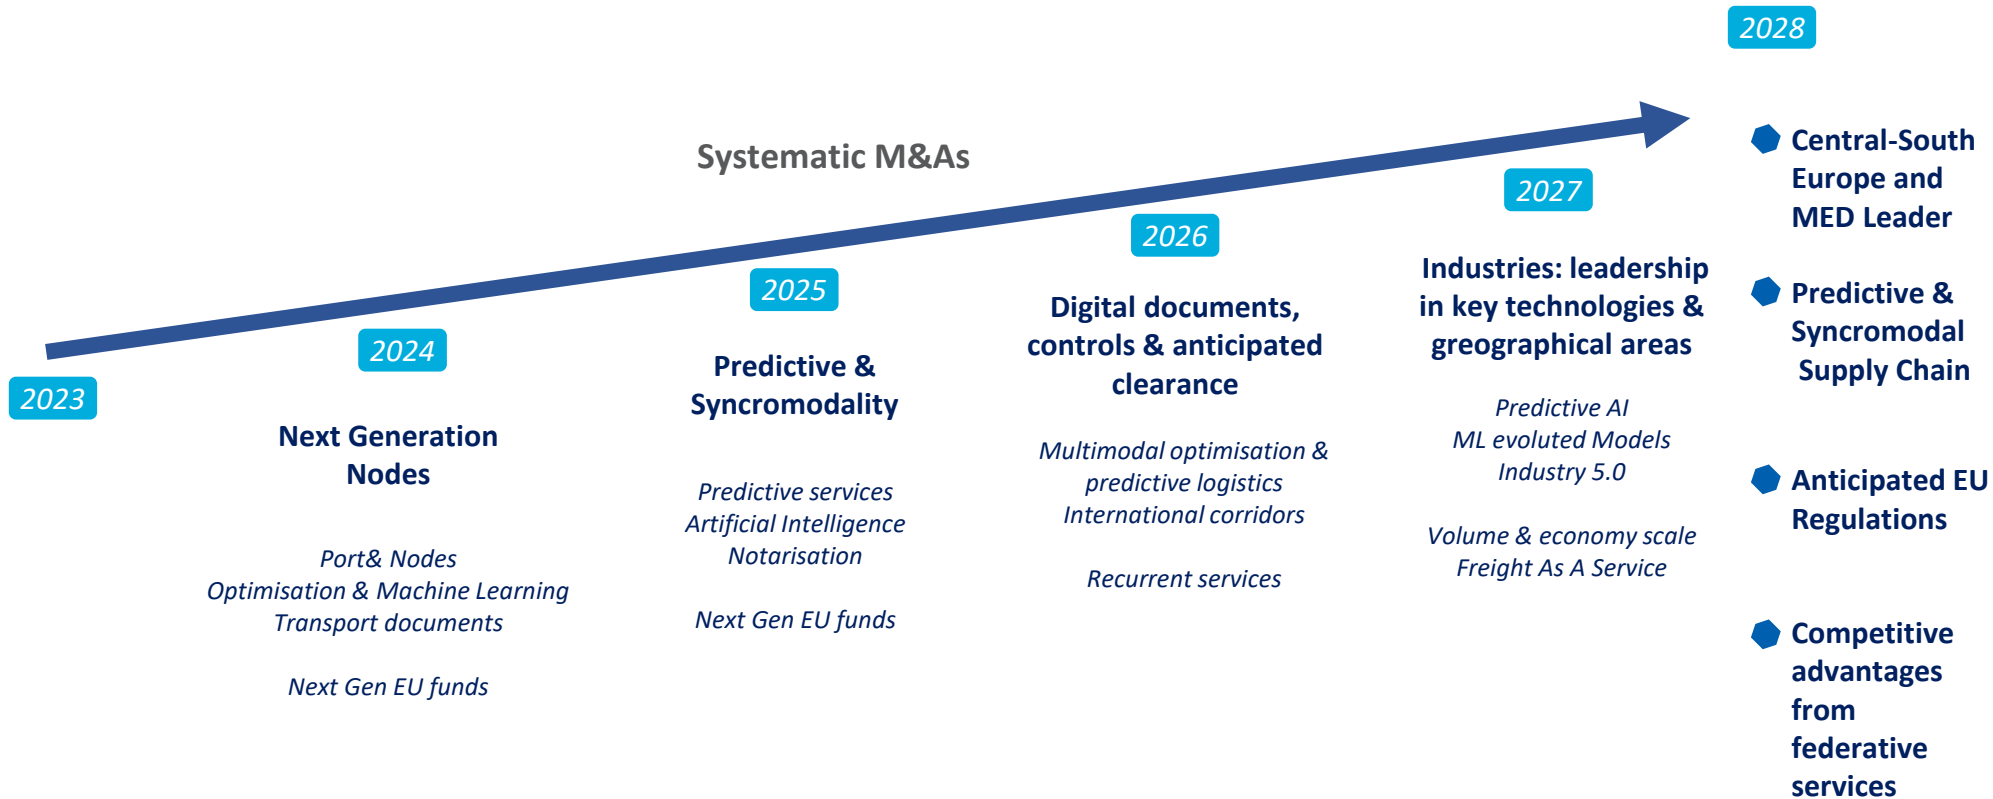 2023
Systematic M&As
2024
Next Generation
Nodes
Port& Nodes
Optimisation & Machine Learning
Transport documents
Next Gen EU funds
2025
Predictive &
Syncromodality
Predictive services
Artificial Intelligence
Notarisation
Next Gen EU funds
2026
Digital documents,
controls & anticipated
clearance
Multimodal optimisation &
predictive logistics
International corridors
Recurrent services
2027
Industries: leadership
in key technologies &
greographical areas
Predictive AI
ML evoluted Models
Industry 5.0
Volume & economy scale
Freight As A Service
2028
Central-South
Europe and
MED Leader
Predictive &
Syncromodal
Supply Chain
Anticipated EU
Regulations
Competitive
advantages
from
federative
services